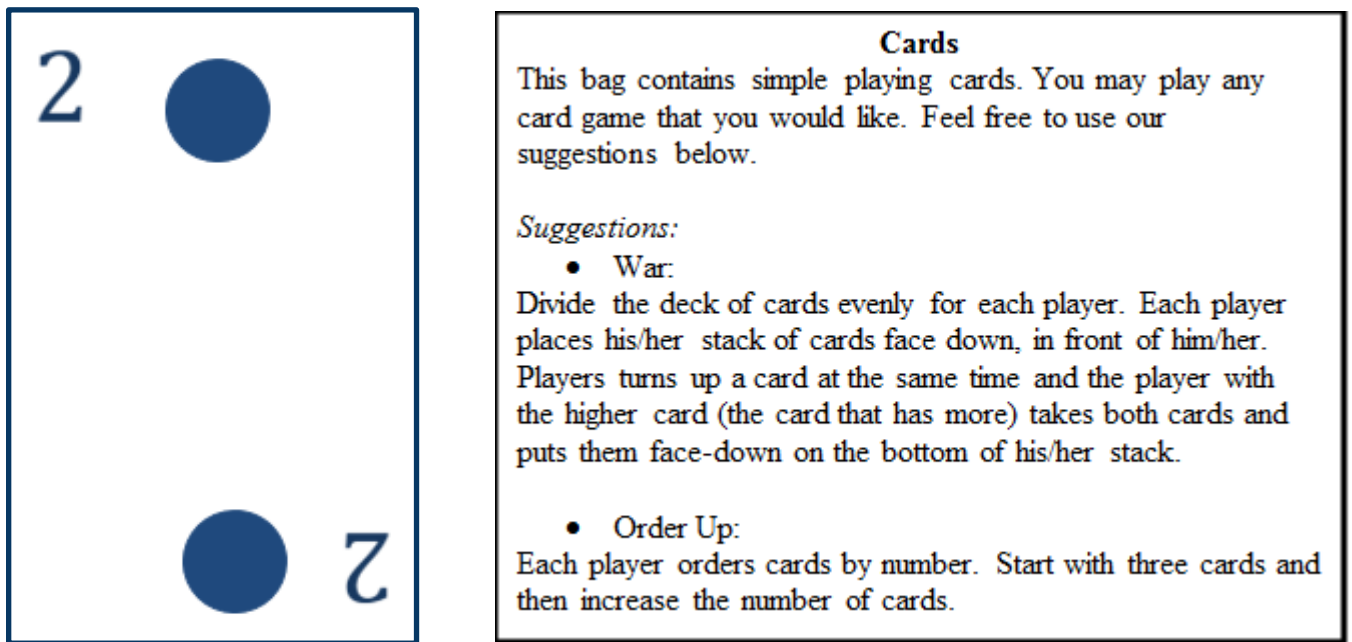 2
2
Cards
This bag contains simple playing cards. You may play any
card game that you would like. Feel free to use our
suggestions below.
Suggestions:
• War:
Divide the deck of cards evenly for each player. Each player
places his/her stack of cards face down, in front of him/her.
Players turns up a card at the same time and the player with
the higher card (the card that has more) takes both cards and
puts them face-down on the bottom of his/her stack.
• Order Up:
Each player orders cards by number. Start with three cards and
then increase the number of cards.